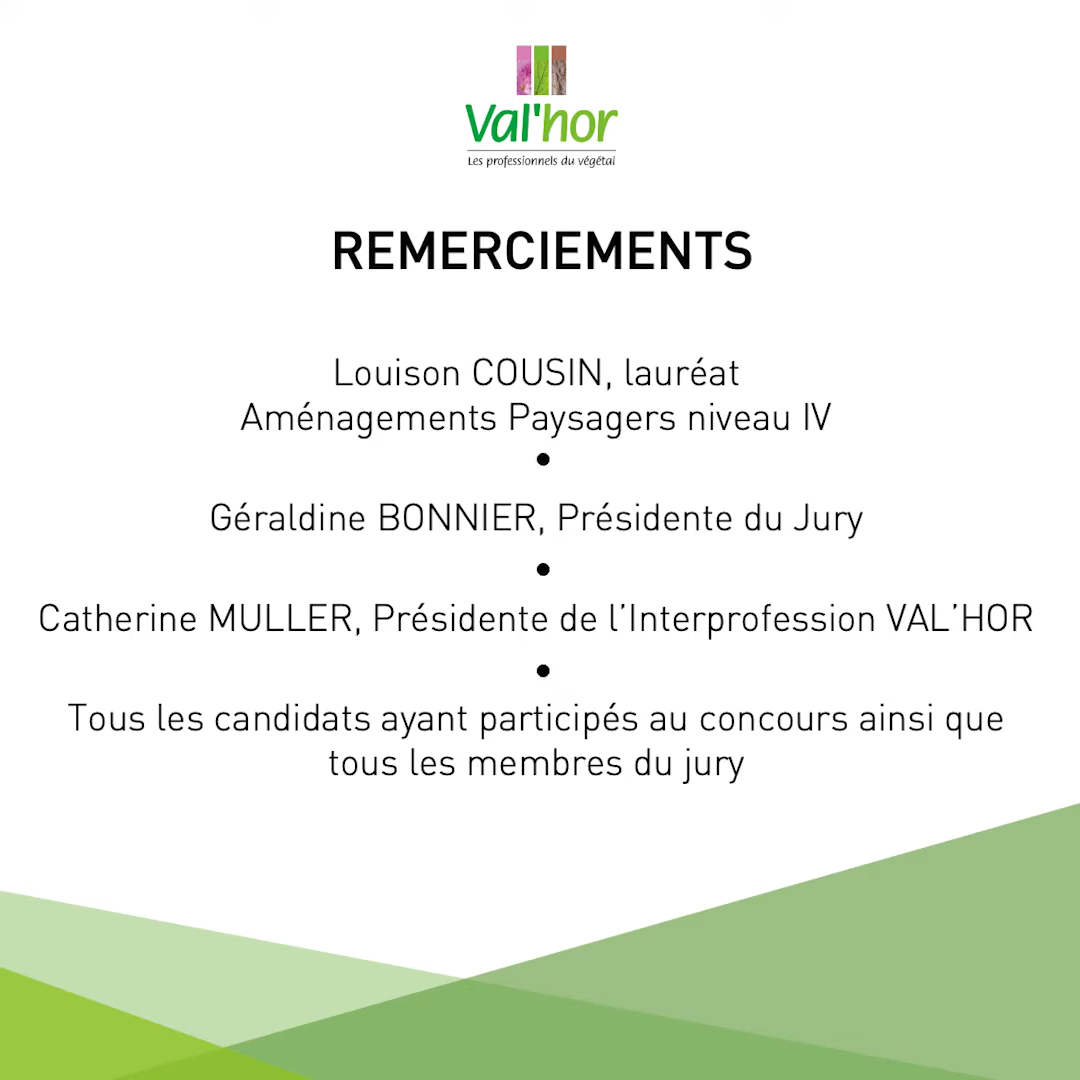 Val'hor
Les professionnels du végétal
REMERCIEMENTS
Louison COUSIN, lauréat
Aménagements Paysagers niveau IV
•
Géraldine BONNIER, Présidente du Jury
•
Catherine MULLER, Présidente de l’Interprofession VAL’HOR
•
Tous les candidats ayant participés au concours ainsi que
tous les membres du jury